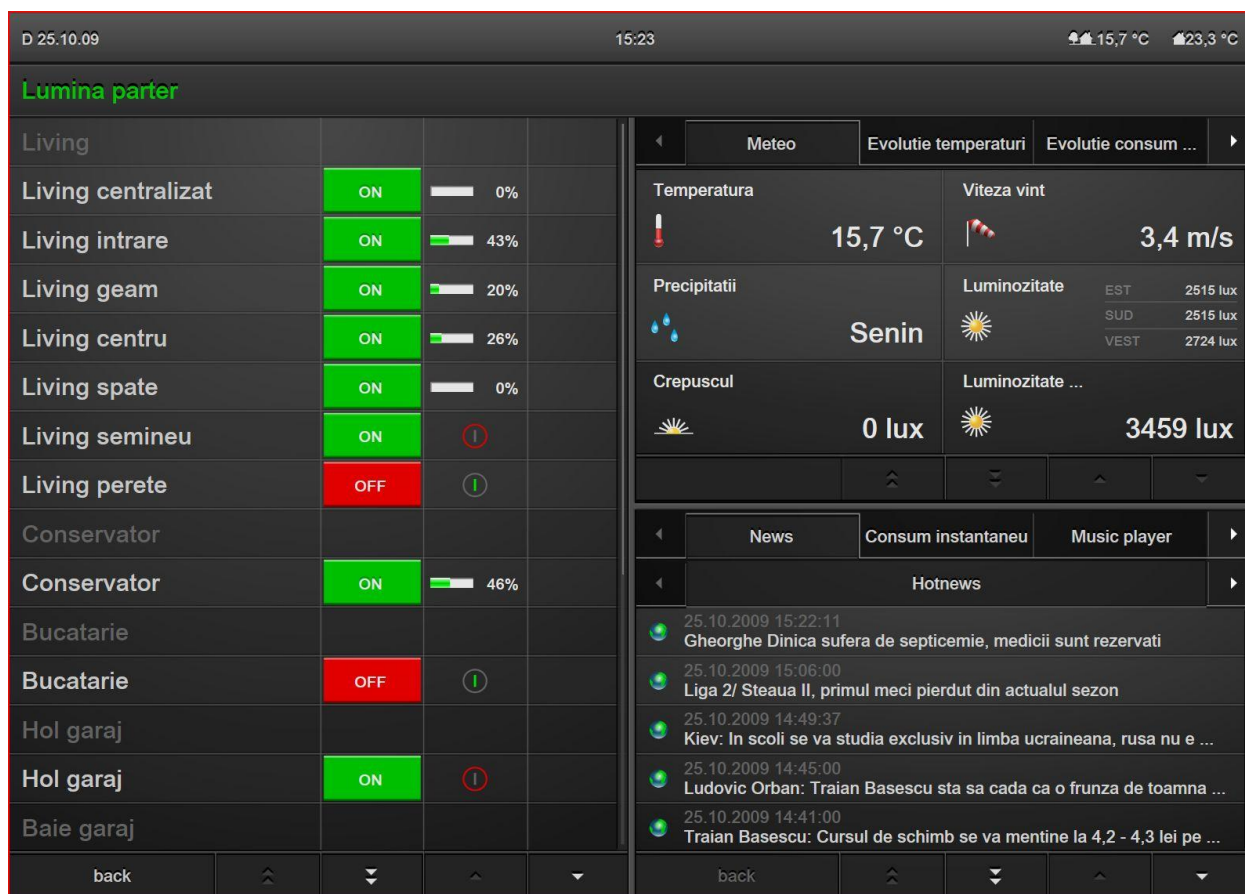 D 25.10.09 15:23 15,7 °C 23,3 °C
Lumina parter
Living
Living centralizat ON 0%
Living intrare ON 43%
Living geam ON 20%
Living centru ON 26%
Living spate ON 0%
Living semineu ON
Living perete OFF
Conservator
Conservator ON 46%
Bucatarie
Bucatarie OFF
Hol garaj
Hol garaj ON
Baie garaj
back
Meteo Evolutie temperaturi Evolutie consum ...
Temperatura Viteza vint
15,7 °C 3,4 m/s
Precipitatii Luminozitate
EST 2515 lux
SUD 2515 lux
Senin
VEST 2724 lux
Crepuscul Luminozitate ...
0 lux 3459 lux
News Consum instantaneu Music player
Hotnews
25.10.2009 15:22:11
Gheorghe Dinica sufera de septicemie, medicii sunt rezervati
25.10.2009 15:06:00
Liga 2/ Steaua II, primul meci pierdut din actualul sezon
25.10.2009 14:49:37
Kiev: In scoli se va studia exclusiv in limba ucraineana, rusa nu e ...
25.10.2009 14:45:00
Ludovic Orban: Traian Basescu sta sa cada ca o frunza de toamna ...
25.10.2009 14:41:00
Traian Basescu: Cursul de schimb se va mentine la 4,2 - 4,3 lei pe ...
back